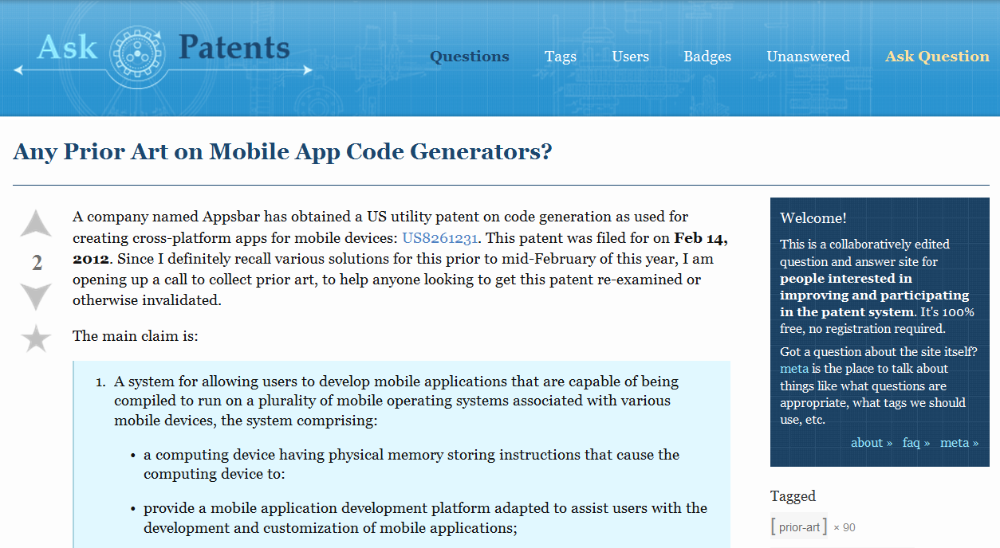 Ask Patents
Questions Tags Users Badges Unanswered Ask Question
Any Prior Art on Mobile App Code Generators?
2
A company named Appsbar has obtained a US utility patent on code generation as used for
creating cross-platform apps for mobile devices: US8261231. This patent was filed for on Feb 14,
2012. Since I definitely recall various solutions for this prior to mid-February of this year, I am
opening up a call to collect prior art, to help anyone looking to get this patent re-examined or
otherwise invalidated.
The main claim is:
1. A system for allowing users to develop mobile applications that are capable of being
compiled to run on a plurality of mobile operating systems associated with various
mobile devices, the system comprising:
• a computing device having physical memory storing instructions that cause the
computing device to:
• provide a mobile application development platform adapted to assist users with the
development and customization of mobile applications;
Welcome!
This is a collaboratively edited
question and answer site for
people interested in
improving and participating
in the patent system. It's 100%
free, no registration required.
Got a question about the site itself?
meta is the place to talk about
things like what questions are
appropriate, what tags we should
use, etc.
about » faq » meta »
Tagged
[ prior-art ] × 90